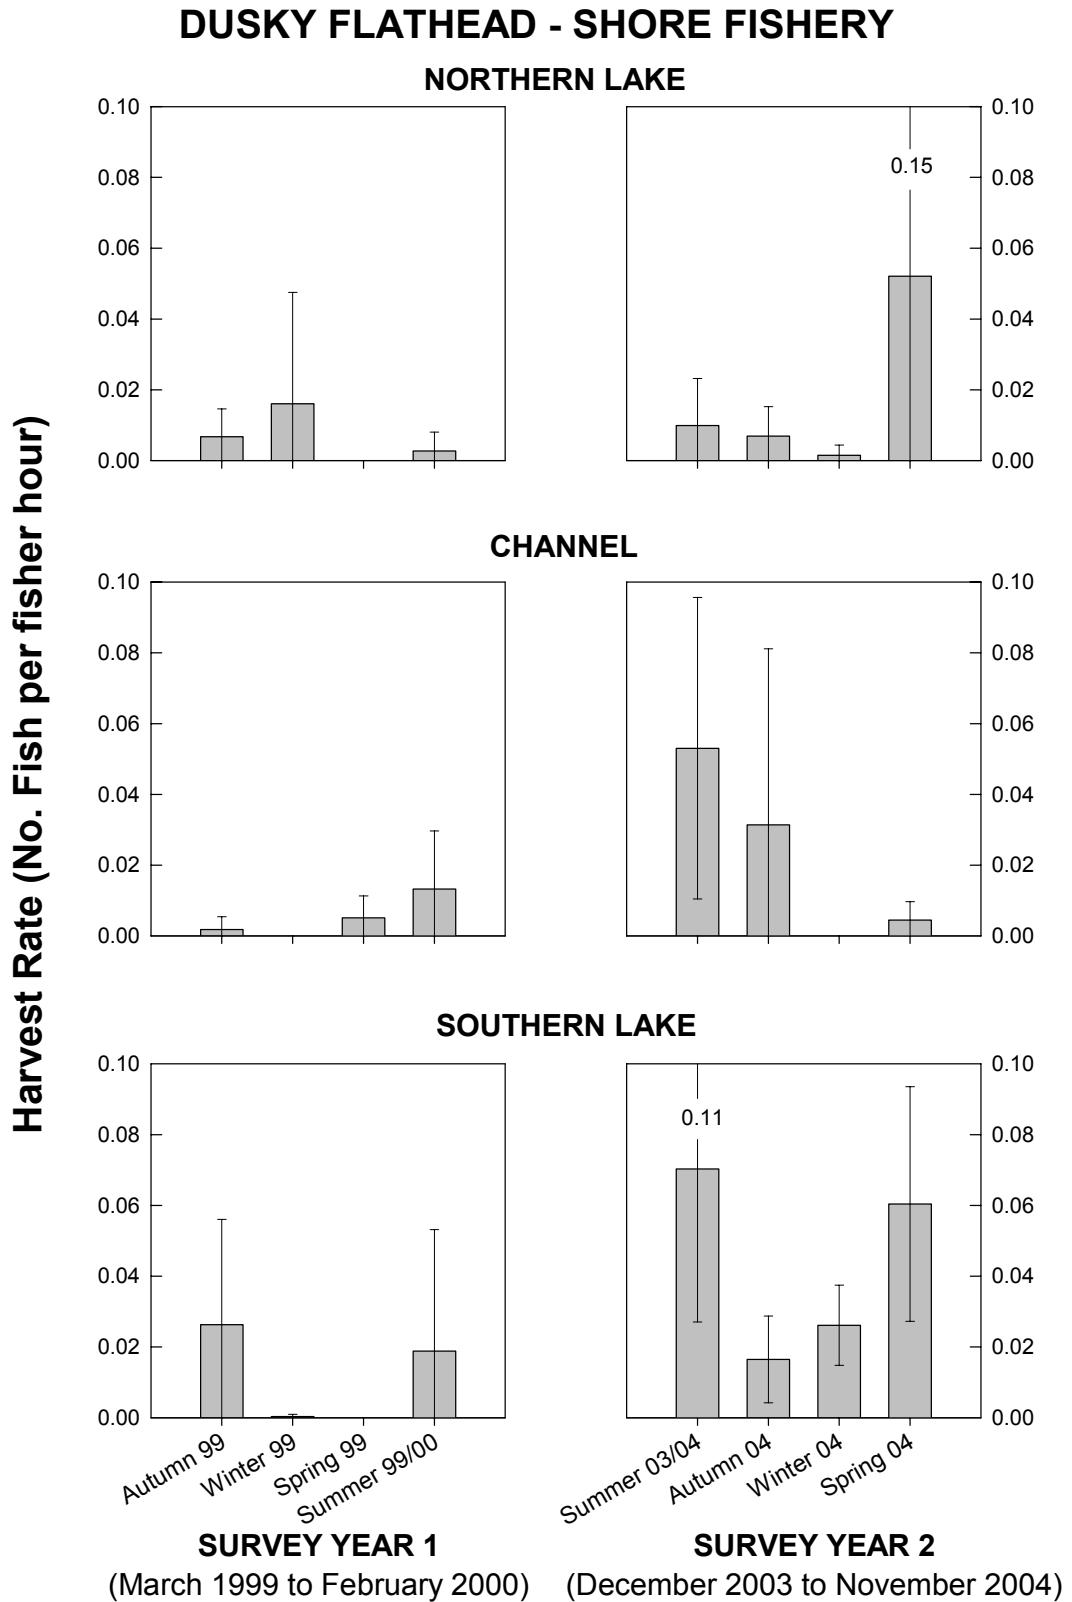 DUSKY FLATHEAD - SHORE FISHERY
Harvest Rate (No. Fish per fisher hour)
NORTHERN LAKE
0.10 0.10
0.08 0.15 0.08
0.06 0.06
0.04 0.04
0.02 0.02
0.00 0.00
CHANNEL
0.10 0.10
0.08 0.08
0.06 0.06
0.04 0.04
0.02 0.02
0.00 0.00
SOUTHERN LAKE
0.10 0.10
0.11
0.08 0.08
0.06 0.06
0.04 0.04
0.02 0.02
0.00 0.00
Autumn 99 Winter 99 Spring 99 Summer 99/00 Summer 03/04 Autumn 04 Winter 04 Spring 04
SURVEY YEAR 1 SURVEY YEAR 2
(March 1999 to February 2000) (December 2003 to November 2004)